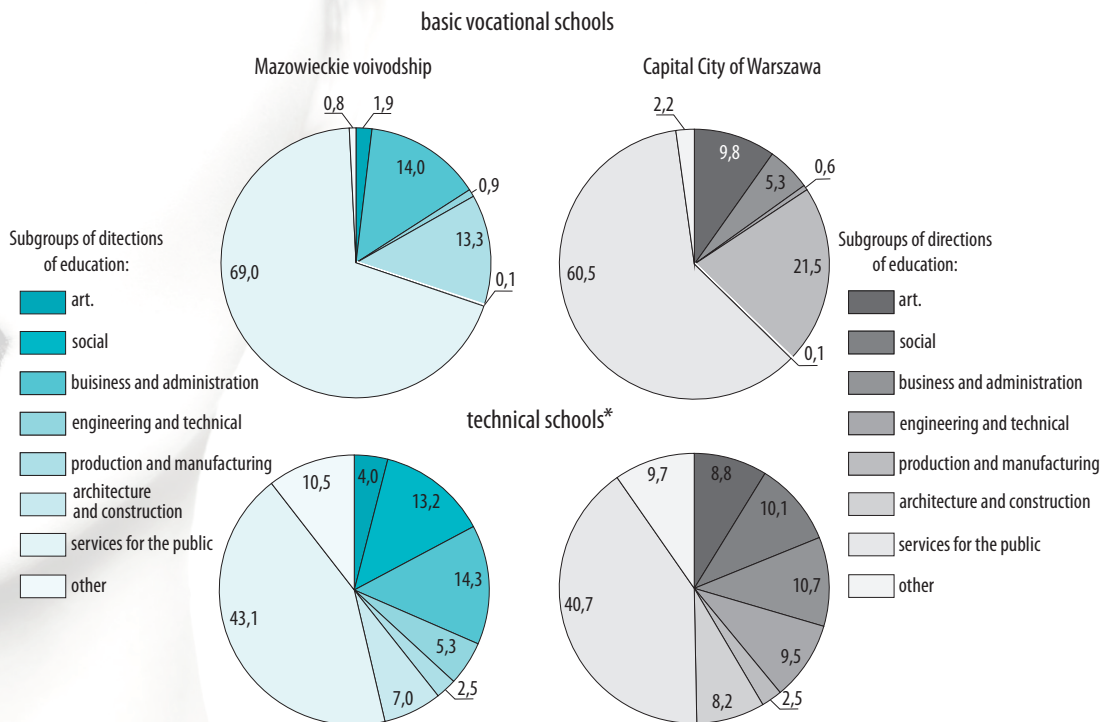 basic vocational schools
Mazowieckie voivodship
Capital City of Warszawa
0,8
1,9
14,0
0,9
13,3
0,1
69,0
2,2
9,8
5,3
0,6
21,5
0,1
60,5
Subgroups of ditections
of education:
art.
social
buisiness and administration
engineering and technical
production and manufacturing
architecture
and construction
services for the public
other
Subgroups of directions
of education:
art.
social
business and administration
engineering and technical
production and manufacturing
architecture and construction
services for the public
other
technical schools*
10,5
4,0
13,2
14,3
5,3
2,5
7,0
43,1
9,7
8,8
10,1
10,7
9,5
2,5
8,2
40,7